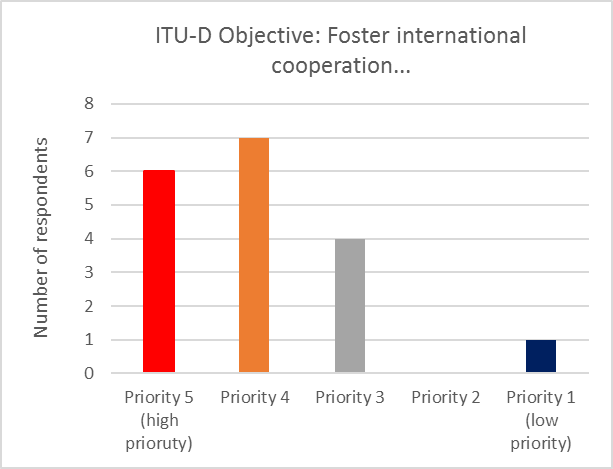 ITU-D Objective: Foster international
cooperation...
Number of respondents
8
7
6
5
4
3
2
1
0
Priority 5
(high
prioruty)
Priority 4
Priority 3
Priority 2
Priority 1
(low
priority)